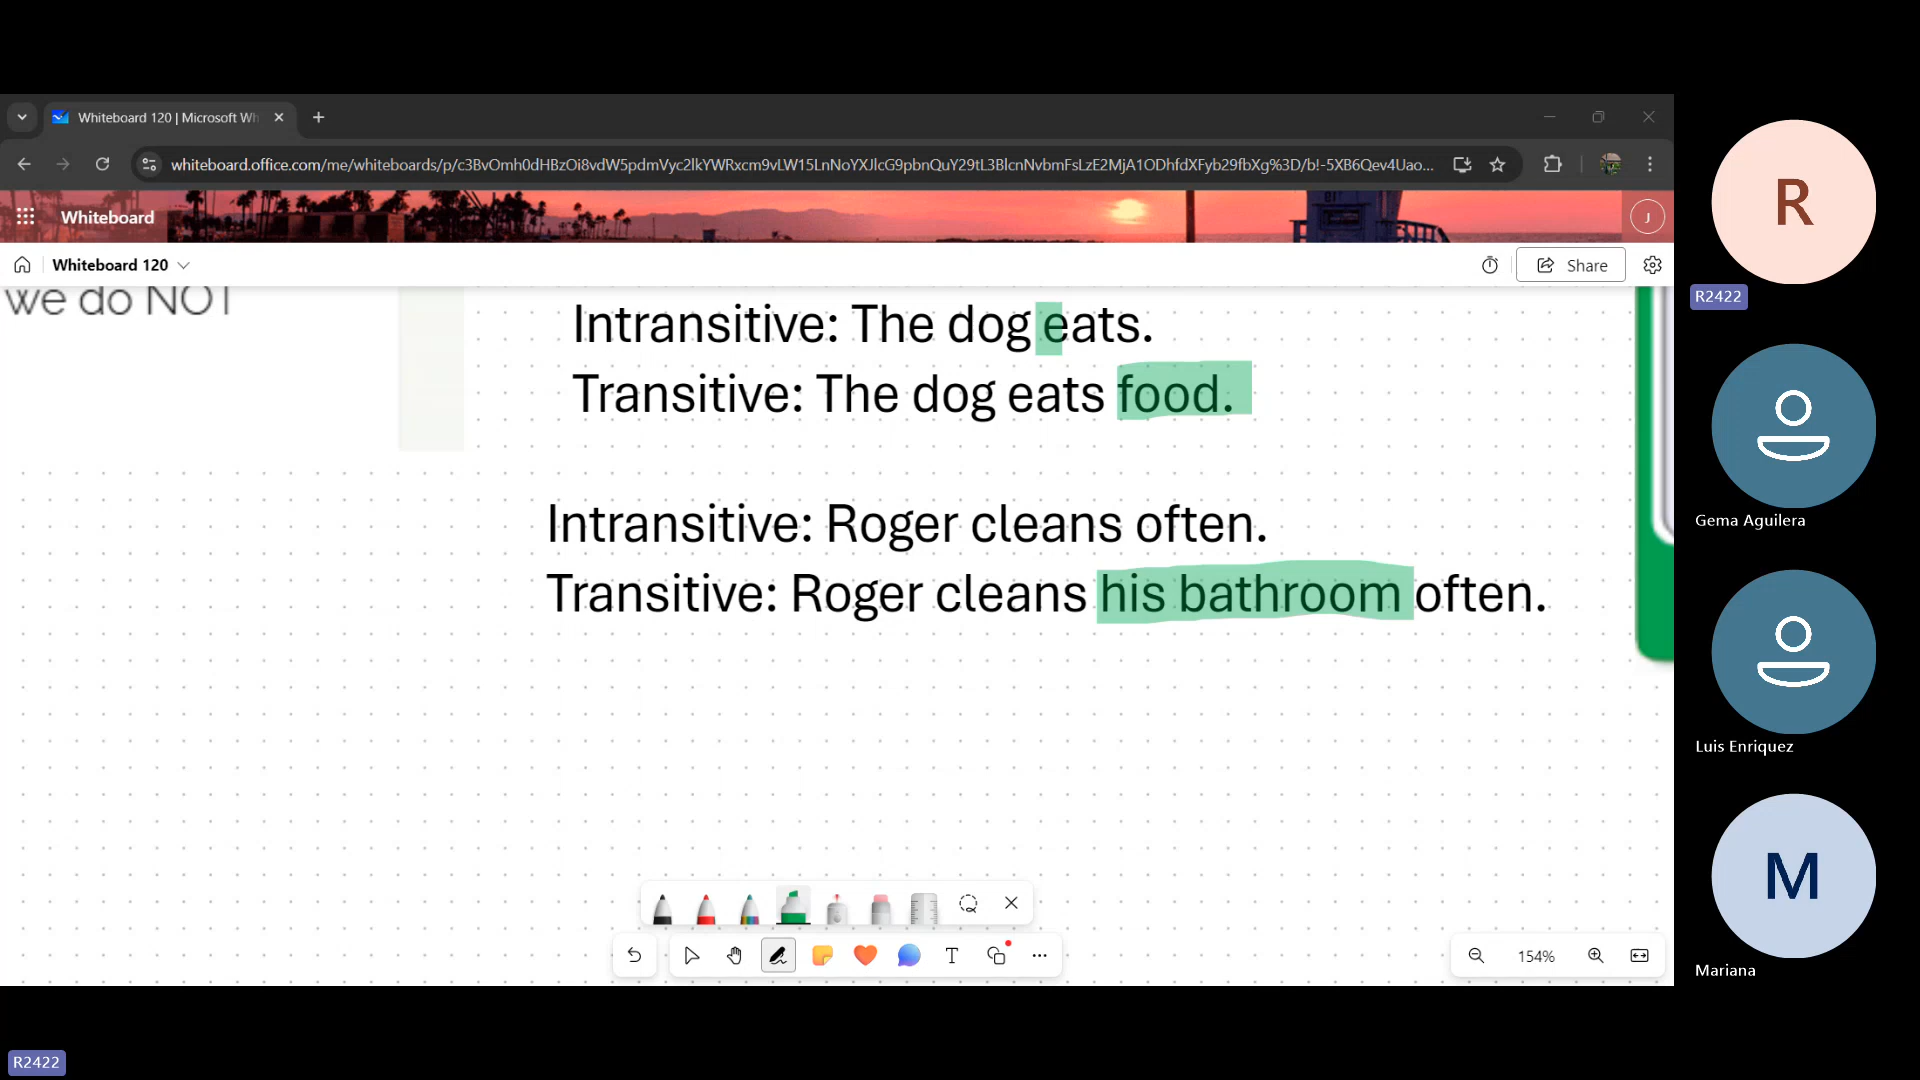 Whiteboard 120 | Microsoft Wh
whiteboard.office.com/me/whiteboards/p/c3BvOmh0dHBzOi8vdW5pdmVyc2lkYWRxcm9vLW15LnNoYXJlcG9pbnQuY29tL3BlcnNvbmFsLzE2MjA1ODhfdXFyb29fbXg%3D/b!-5XB6Qev4Uao...
Whiteboard
J
Whiteboard 120
Share
we do NOT
Intransitive: The dog eats.
Transitive: The dog eats food.
Intransitive: Roger cleans often.
Transitive: Roger cleans his bathroom often.
154%
R
R2422
Gema Aguilera
Luis Enriquez
M
Mariana
R2422